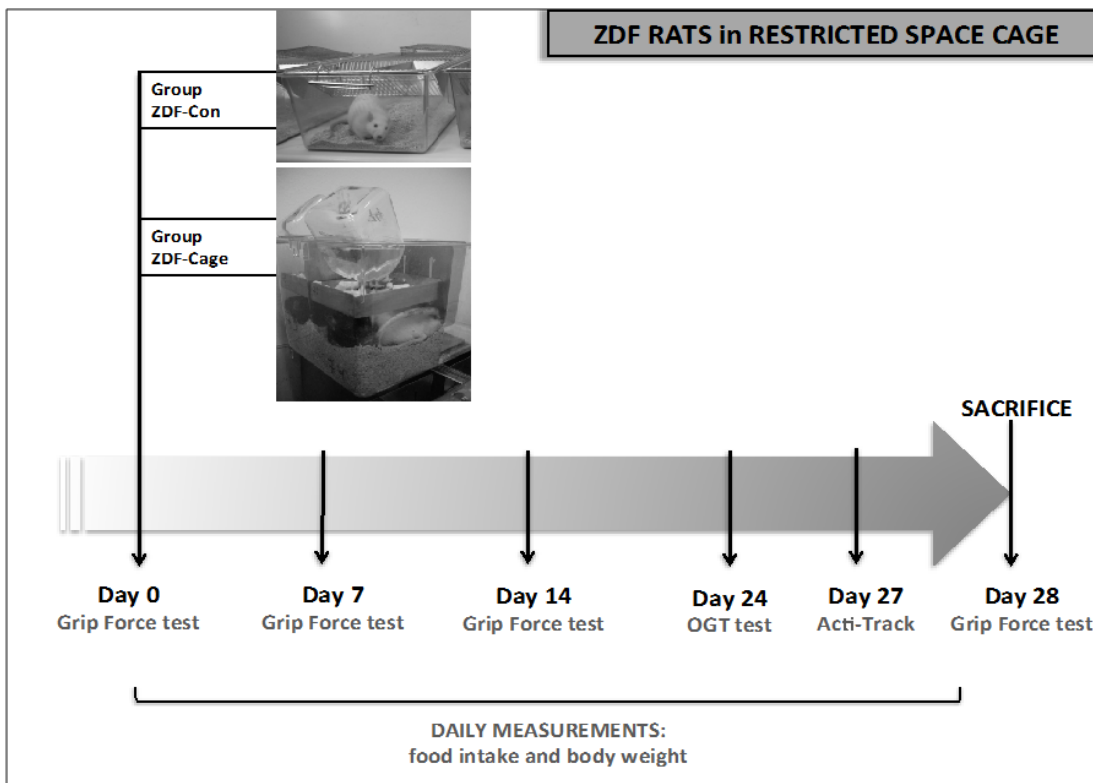 ZDF RATS in RESTRICTED SPACE CAGE
Group
ZDF-Con
Group
ZDF-Cage
SACRIFICE
Day 0
Grip Force test
Day 7
Grip Force test
Day 14
Grip Force test
Day 24
OGT test
Day 27
Acti-Track
Day 28
Grip Force test
DAILY MEASUREMENTS:
food intake and body weight